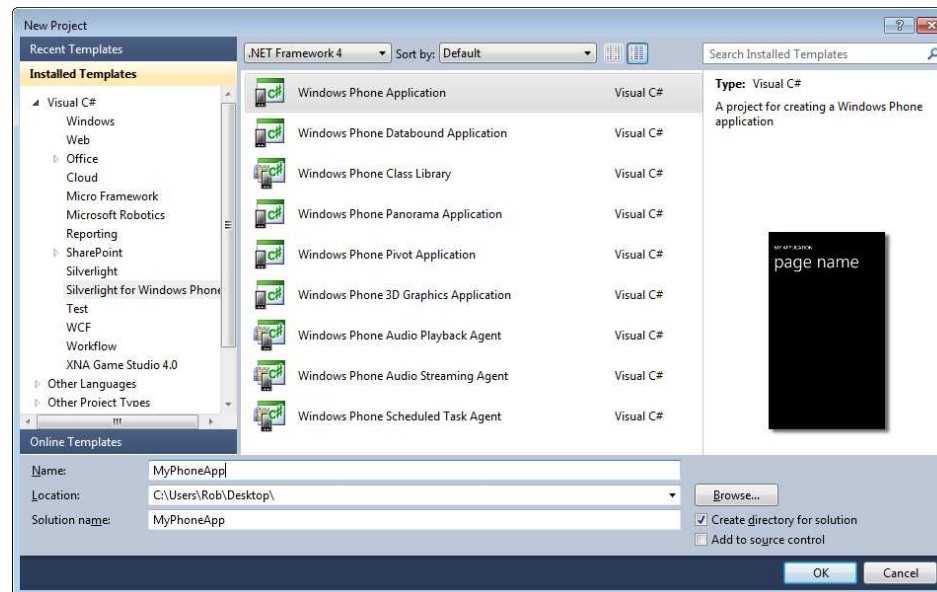 New Project
Recent Templates
Installed Templates
Visual C#
Windows
Web
Office
Cloud
Micro Framework
Microsoft Robotics
Reporting
SharePoint
Silverlight
Silverlight for Windows Phone
Test
WCF
Workflow
XNA Game Studio 4.0
Other Languages
Other Project Types
Online Templates
.NET Framework 4 Sort by: Default
Windows Phone Application Visual C#
Windows Phone Databound Application Visual C#
Windows Phone Class Library Visual C#
Windows Phone Panorama Application Visual C#
Windows Phone Pivot Application Visual C#
Windows Phone 3D Graphics Application Visual C#
Windows Phone Audio Playback Agent Visual C#
Windows Phone Audio Streaming Agent Visual C#
Windows Phone Scheduled Task Agent Visual C#
Search Installed Templates
Type: Visual C#
A project for creating a Windows Phone
application
MY APPLICATION
page name
Name: MyPhoneApp
Location: C:\Users\Rob\Desktop\
Browse...
Solution name: MyPhoneApp
Create directory for solution
Add to source control
OK Cancel